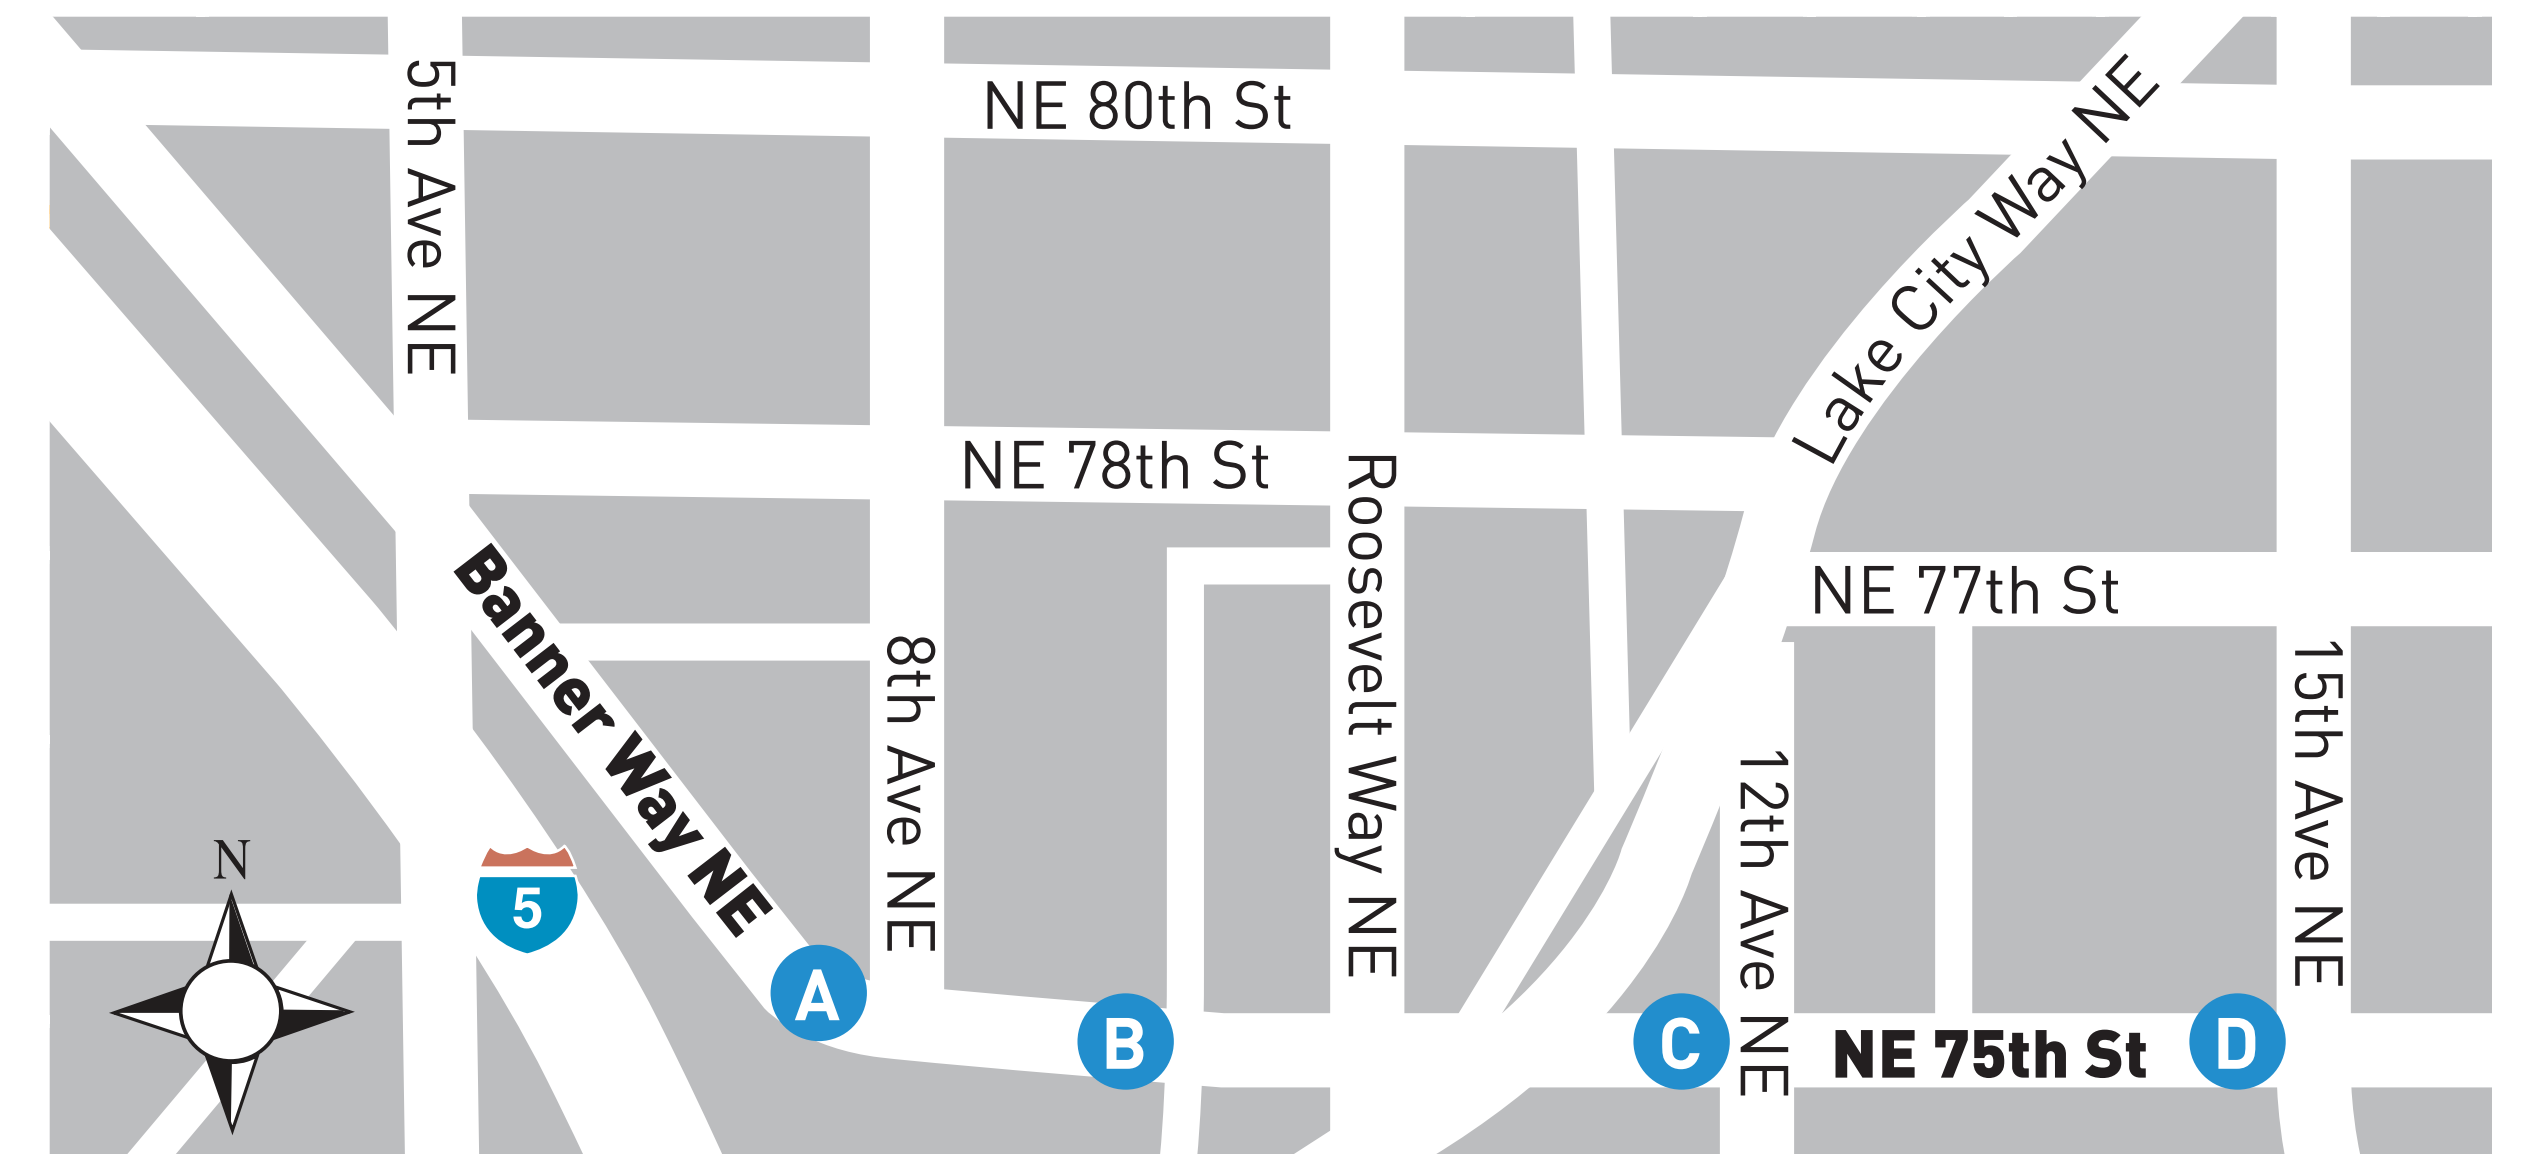 5th Ave NE
NE 80th St
Lake City Way NE
NE 78th St
Roosevelt Way NE
Banner Way NE
NE 77th St
8th Ave NE
15th Ave NE
12th Ave NE
N
5
A
B
C
NE 75th St
D